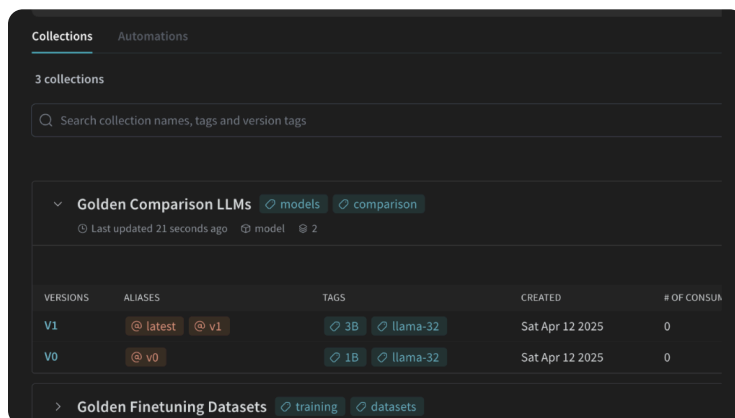 Collections Automations
3 collections
Search collection names, tags and version tags
Golden Comparison LLMs models comparison
Last updated 21 seconds ago model 2
VERSIONS ALIASES TAGS CREATED # OF CONSUM
V1 @ latest @ v1 3B llama-32 Sat Apr 12 2025 0
V0 @ v0 1B llama-32 Sat Apr 12 2025 0
Golden Finetuning Datasets training datasets